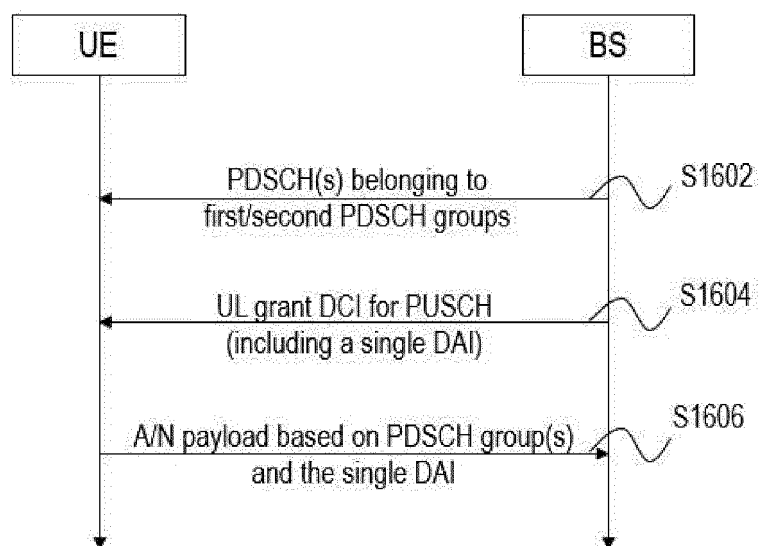 UE
BS
PDSCH(s) belonging to
first/second PDSCH groups
S1602
UL grant DCI for PUSCH
(including a single DAI)
S1604
A/N payload based on PDSCH group(s)
and the single DAI
S1606